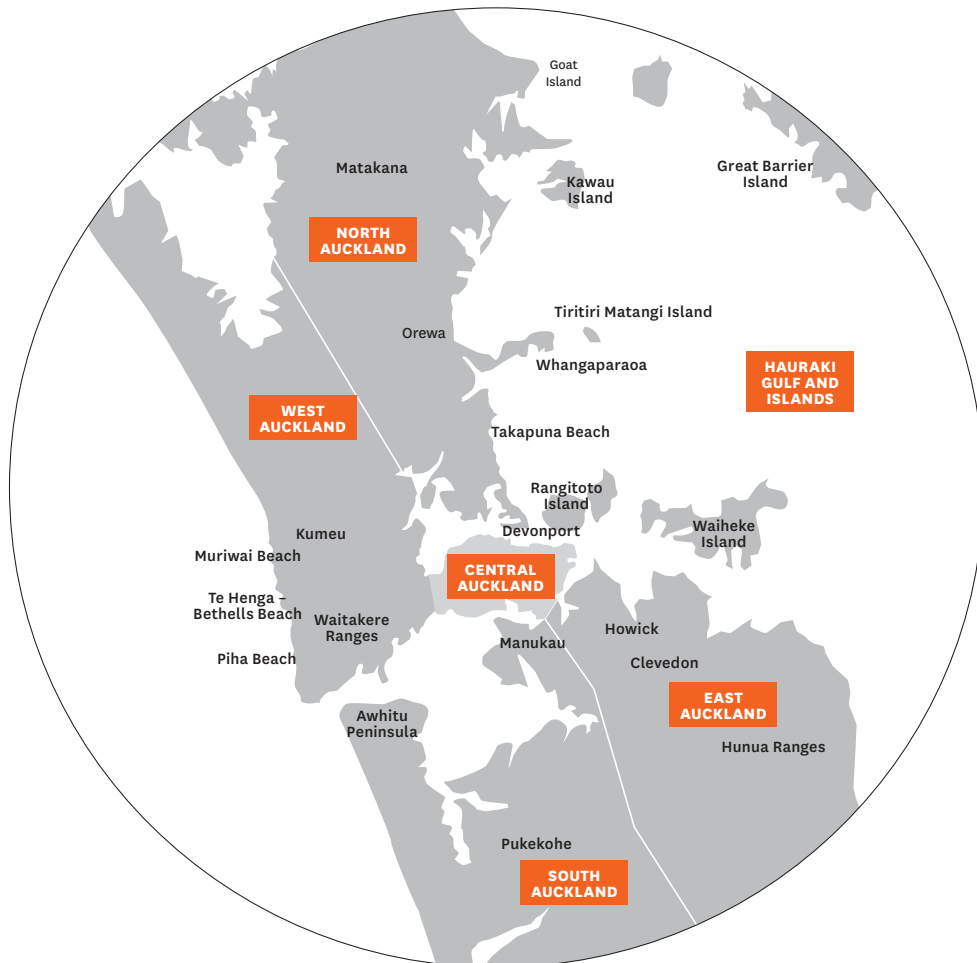 Goat
Island
Matakana
Kawau
Island
Great Barrier
Island
NORTH
AUCKLAND
Tiritiri Matangi Island
Orewa
Whangaparaoa
HAURAKI
GULF AND
ISLANDS
WEST
AUCKLAND
Takapuna Beach
Rangitoto
Island
Devonport
Waiheke
Island
Kumeu
Muriwai Beach
CENTRAL
AUCKLAND
Te Henga –
Bethells Beach
Waitakere
Ranges
Manukau
Howick
Piha Beach
Clevedon
EAST
AUCKLAND
Awhitu
Peninsula
Hunua Ranges
Pukekohe
SOUTH
AUCKLAND